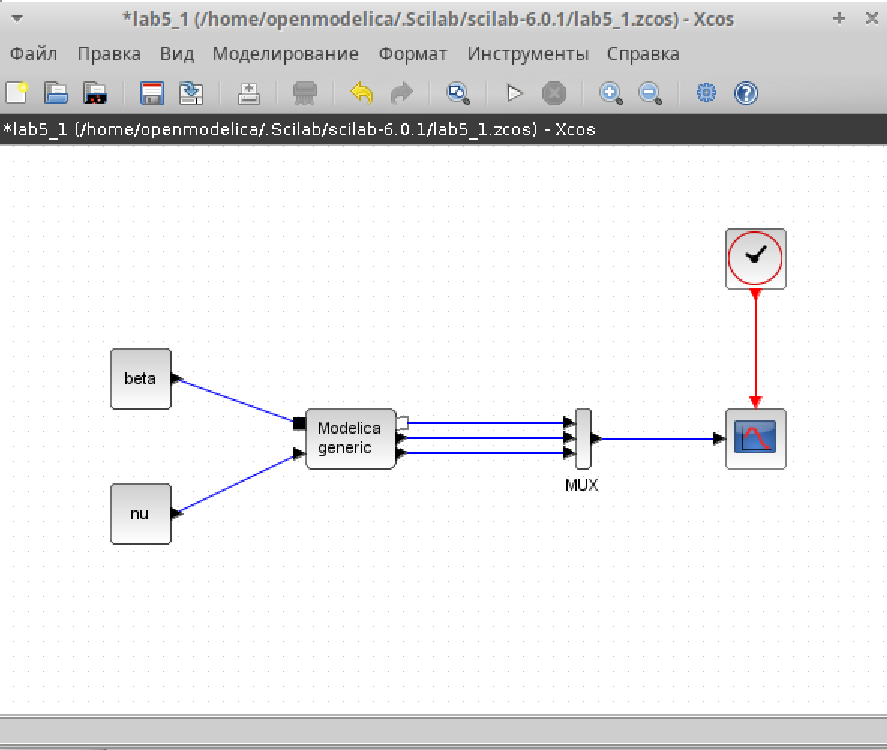 *lab5_1 (/home/openmodelica/.Scilab/scilab-6.0.1/lab5_1.zcos) - Xcos
Файл Правка Вид Моделирование Формат Инструменты Справка
*lab5_1 (/home/openmodelica/.Scilab/scilab-6.0.1/lab5_1.zcos) - Xcos
beta
Modelica
generic
MUX
nu